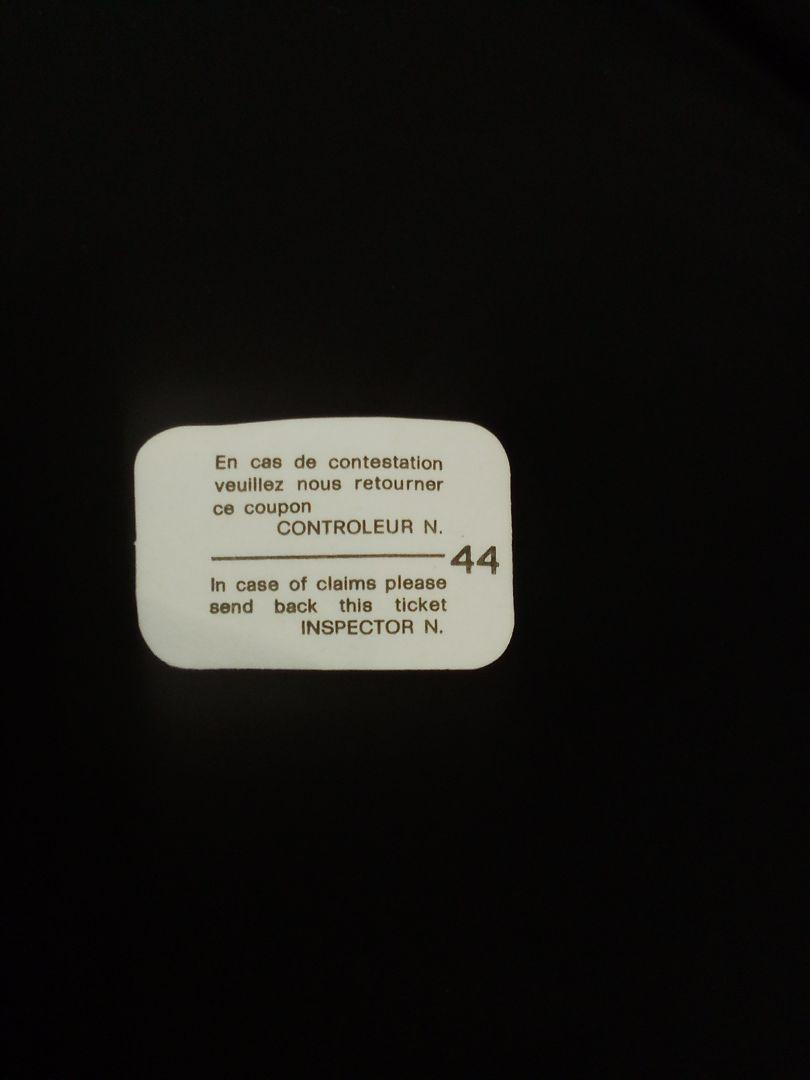 En cas de contestation
veuillez nous retourner
ce coupon
CONTROLEUR N.
44
In case of claims please
send back this ticket
INSPECTOR N.